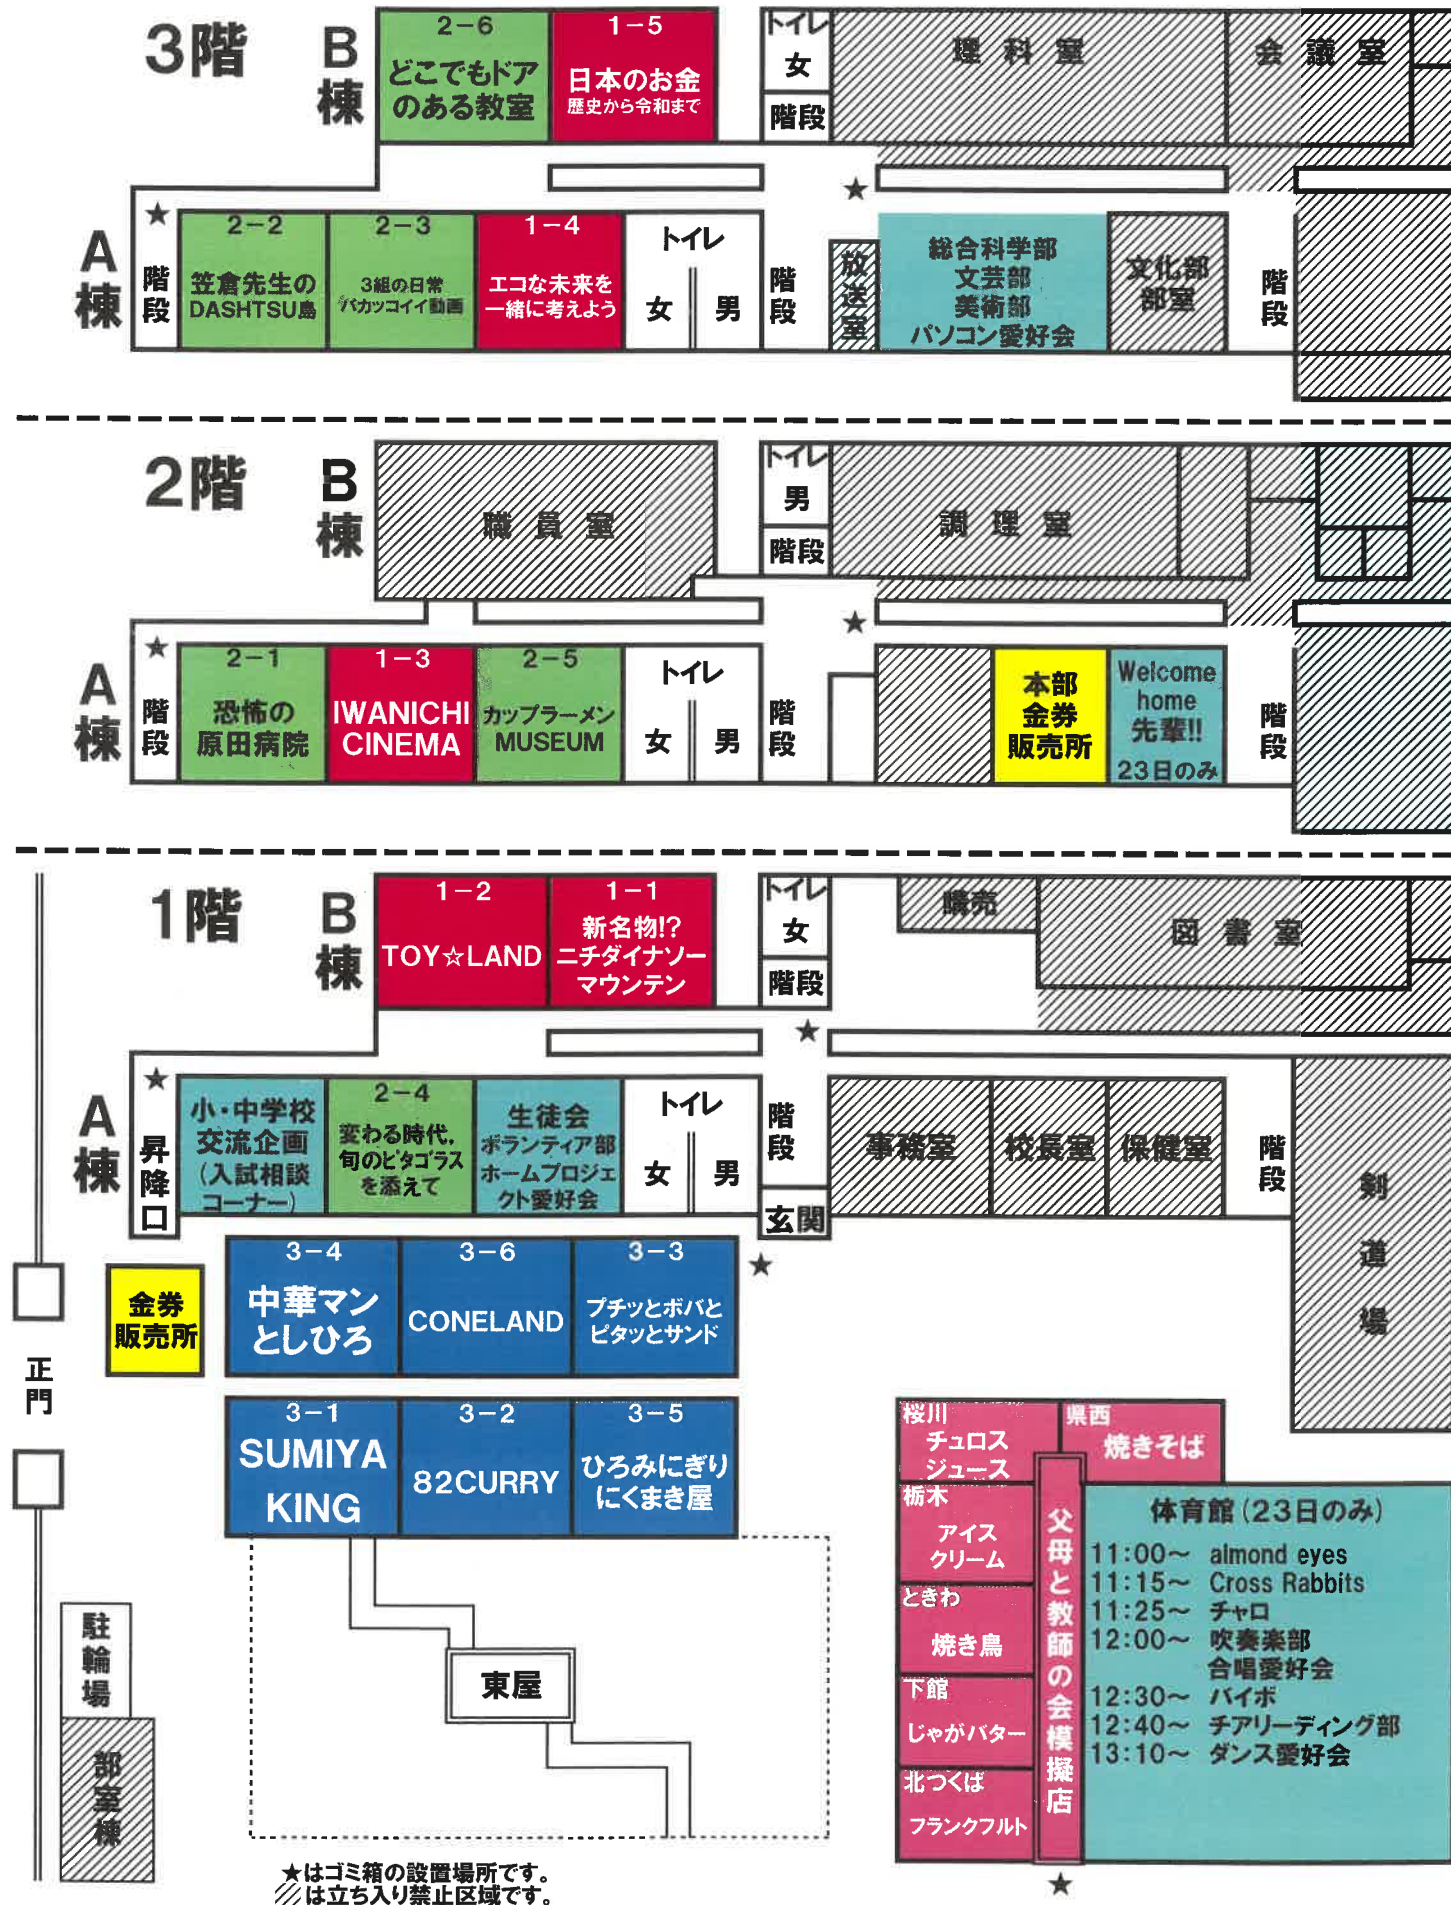 3階
B棟
2-6
どこでもドア
のある教室
1-5
日本のお金
歴史から令和まで
トイレ
女
階段
理科室
会議室
★
★
A棟
階段
2-2
笠倉先生の
DASHTSU島
2-3
3組の日常
バカッコイイ動画
1-4
エコな未来を
一緒に考えよう
トイレ
女
男
階段
放送室
総合科学部
文芸部
美術部
パソコン愛好会
文化部
部室
階段
2階
B棟
職員室
トイレ
男
階段
調理室
★
★
A棟
階段
2-1
恐怖の
原田病院
1-3
IWANICHI
CINEMA
2-5
カップラーメン
MUSEUM
トイレ
女
男
階段
本部
金券
販売所
Welcome
home
先輩!!
23日のみ
階段
1階
B棟
1-2
TOY☆LAND
1-1
新名物!?
ニチダイナソー
マウンテン
トイレ
女
階段
購売
図書室
★
★
A棟
昇降口
小・中学校
交流企画
(入試相談
コーナー)
2-4
変わる時代,
旬のピタゴラス
を添えて
生徒会
ボランティア部
ホームプロジェ
クト愛好会
トイレ
女
男
階段
玄関
事務室
校長室
保健室
階段
剣道場
★
金券
販売所
3-4
中華マン
としひろ
3-6
CONELAND
3-3
プチッとボバと
ピタッとサンド
正門
3-1
SUMIYA
KING
3-2
82CURRY
3-5
ひろみにぎり
にくまき屋
桜川
チュロス
ジュース
県西
焼きそば
栃木
アイス
クリーム
ときわ
焼き鳥
下館
じゃがバター
北つくば
フランクフルト
父母と教師の会模擬店
体育館(23日のみ)
11:00～ almond eyes
11:15～ Cross Rabbits
11:25～ チャロ
12:00～ 吹奏楽部
合唱愛好会
12:30～ バイボ
12:40～ チアリーディング部
13:10～ ダンス愛好会
★
東屋
駐輪場
部室棟
★はゴミ箱の設置場所です。
は立ち入り禁止区域です。